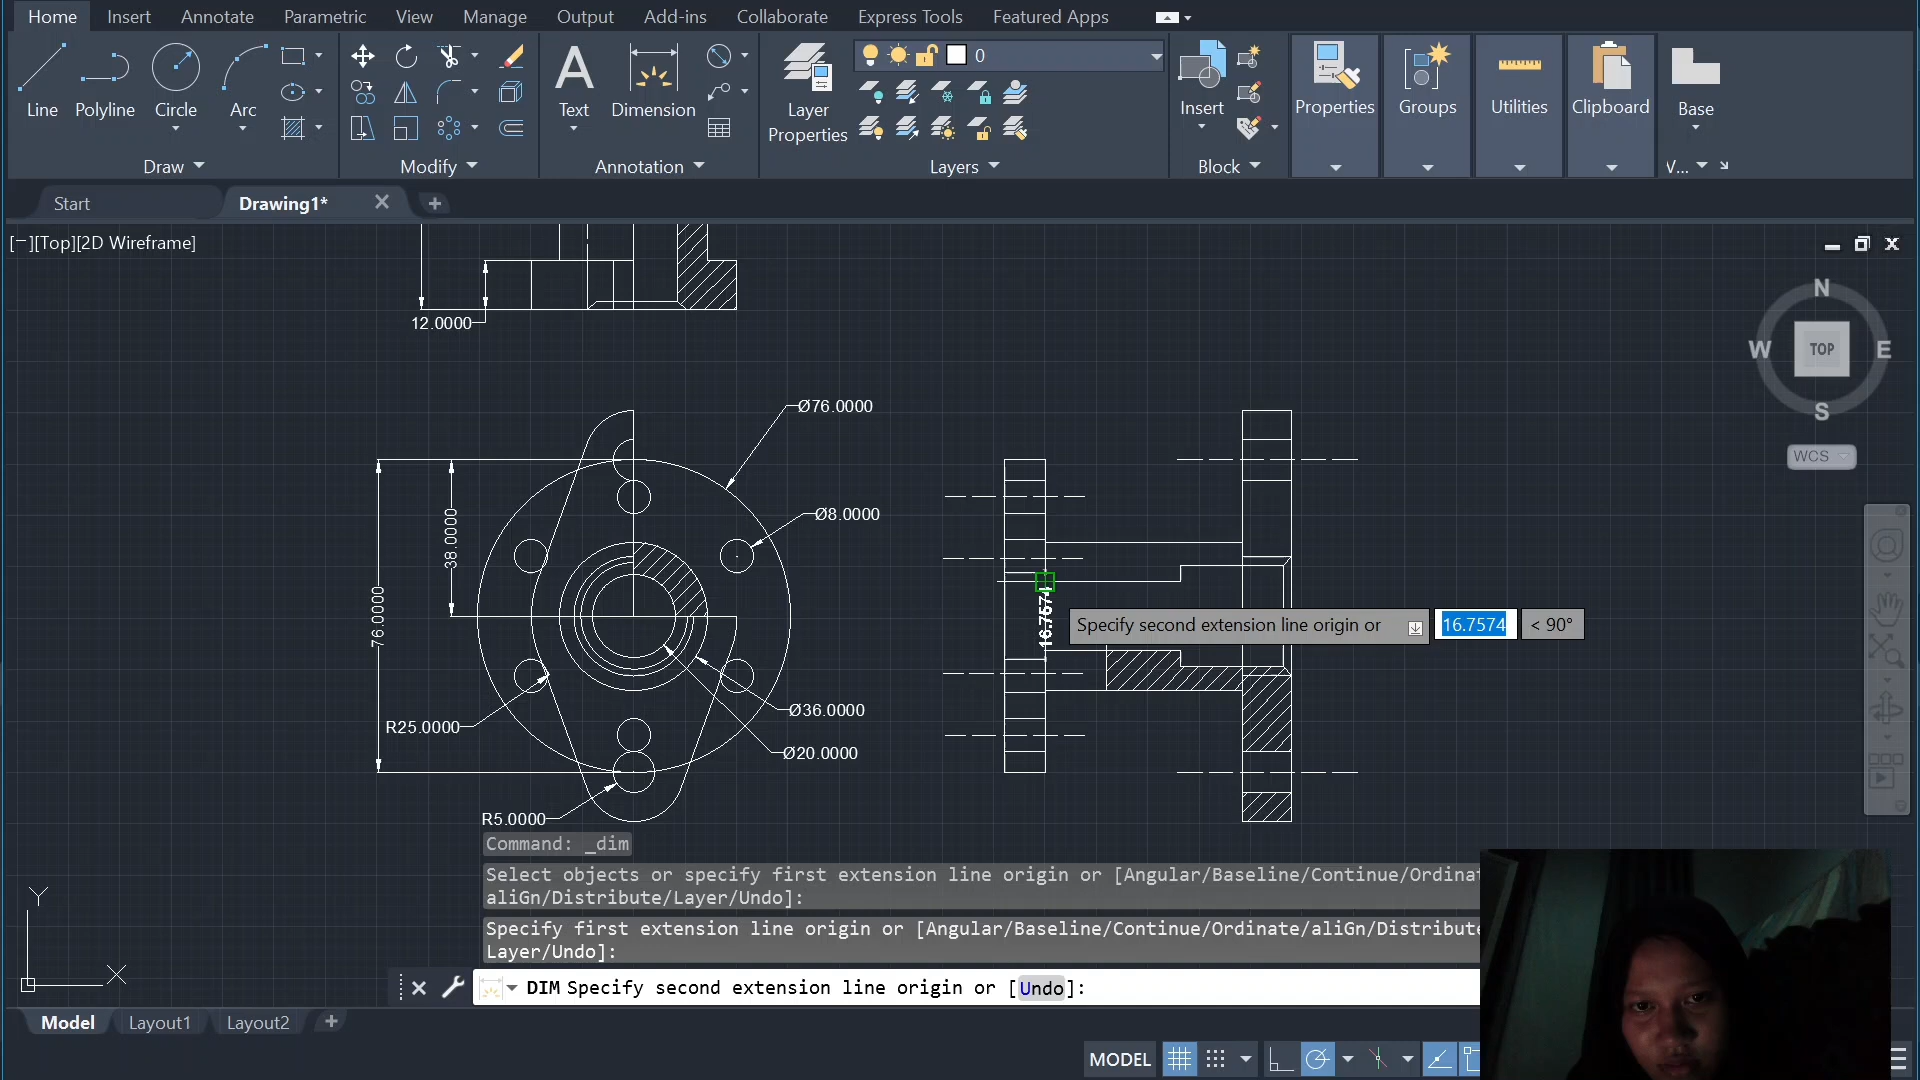 Home Insert Annotate Parametric View Manage Output Add-ins Collaborate Express Tools Featured Apps
0
Line Polyline Circle Arc
Text Dimension
Layer Properties
Insert
Properties Groups Utilities Clipboard Base
Draw Modify Annotation Layers Block V...
Start Drawing1*
[−][Top][2D Wireframe]
N
W TOP E
S
WCS
12.0000
Ø76.0000
Ø8.0000
38.0000
76.0000
16.7574
Specify second extension line origin or 16.7574 < 90°
Ø36.0000
R25.0000
Ø20.0000
R5.0000
Command: _dim
Select objects or specify first extension line origin or [Angular/Baseline/Continue/Ordina
aliGn/Distribute/Layer/Undo]:
Specify first extension line origin or [Angular/Baseline/Continue/Ordinate/aliGn/Distribute
Layer/Undo]:
DIM Specify second extension line origin or [Undo]:
Y
X
Model Layout1 Layout2
MODEL